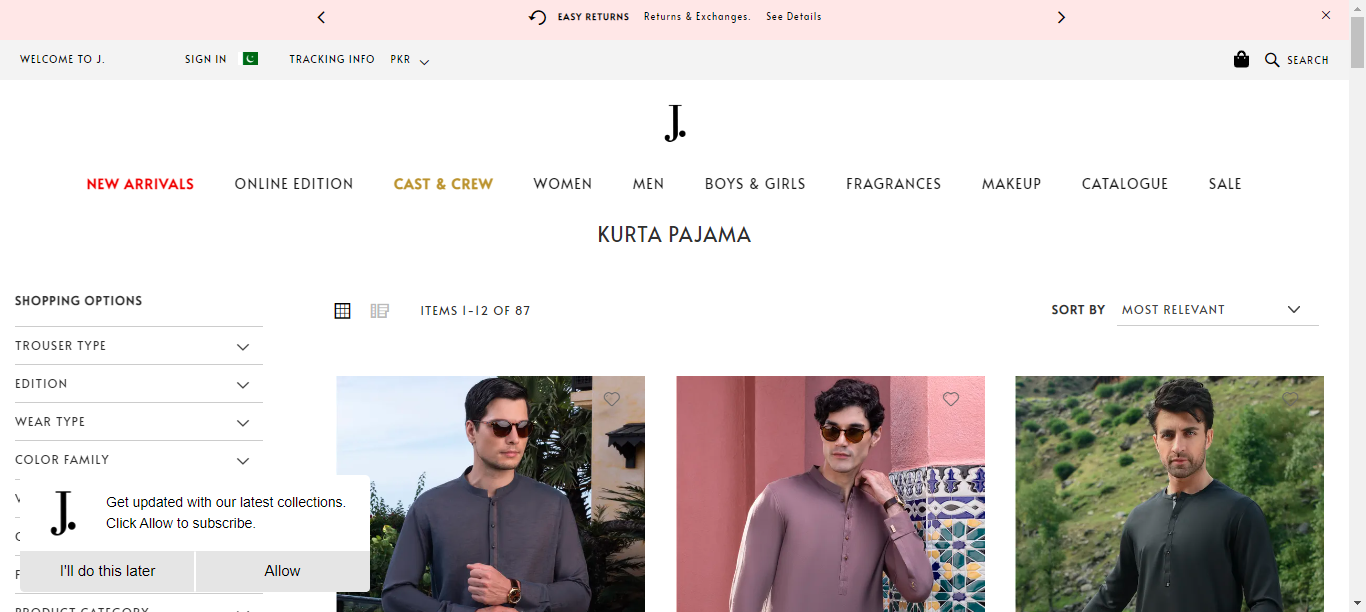 EASY RETURNS Returns & Exchanges. See Details
WELCOME TO J. SIGN IN TRACKING INFO PKR SEARCH
J.
NEW ARRIVALS ONLINE EDITION CAST & CREW WOMEN MEN BOYS & GIRLS FRAGRANCES MAKEUP CATALOGUE SALE
KURTA PAJAMA
SHOPPING OPTIONS
ITEMS 1-12 OF 87
SORT BY MOST RELEVANT
TROUSER TYPE
EDITION
WEAR TYPE
COLOR FAMILY
J.
Get updated with our latest collections.
Click Allow to subscribe.
I'll do this later Allow
PRODUCT CATEGORY